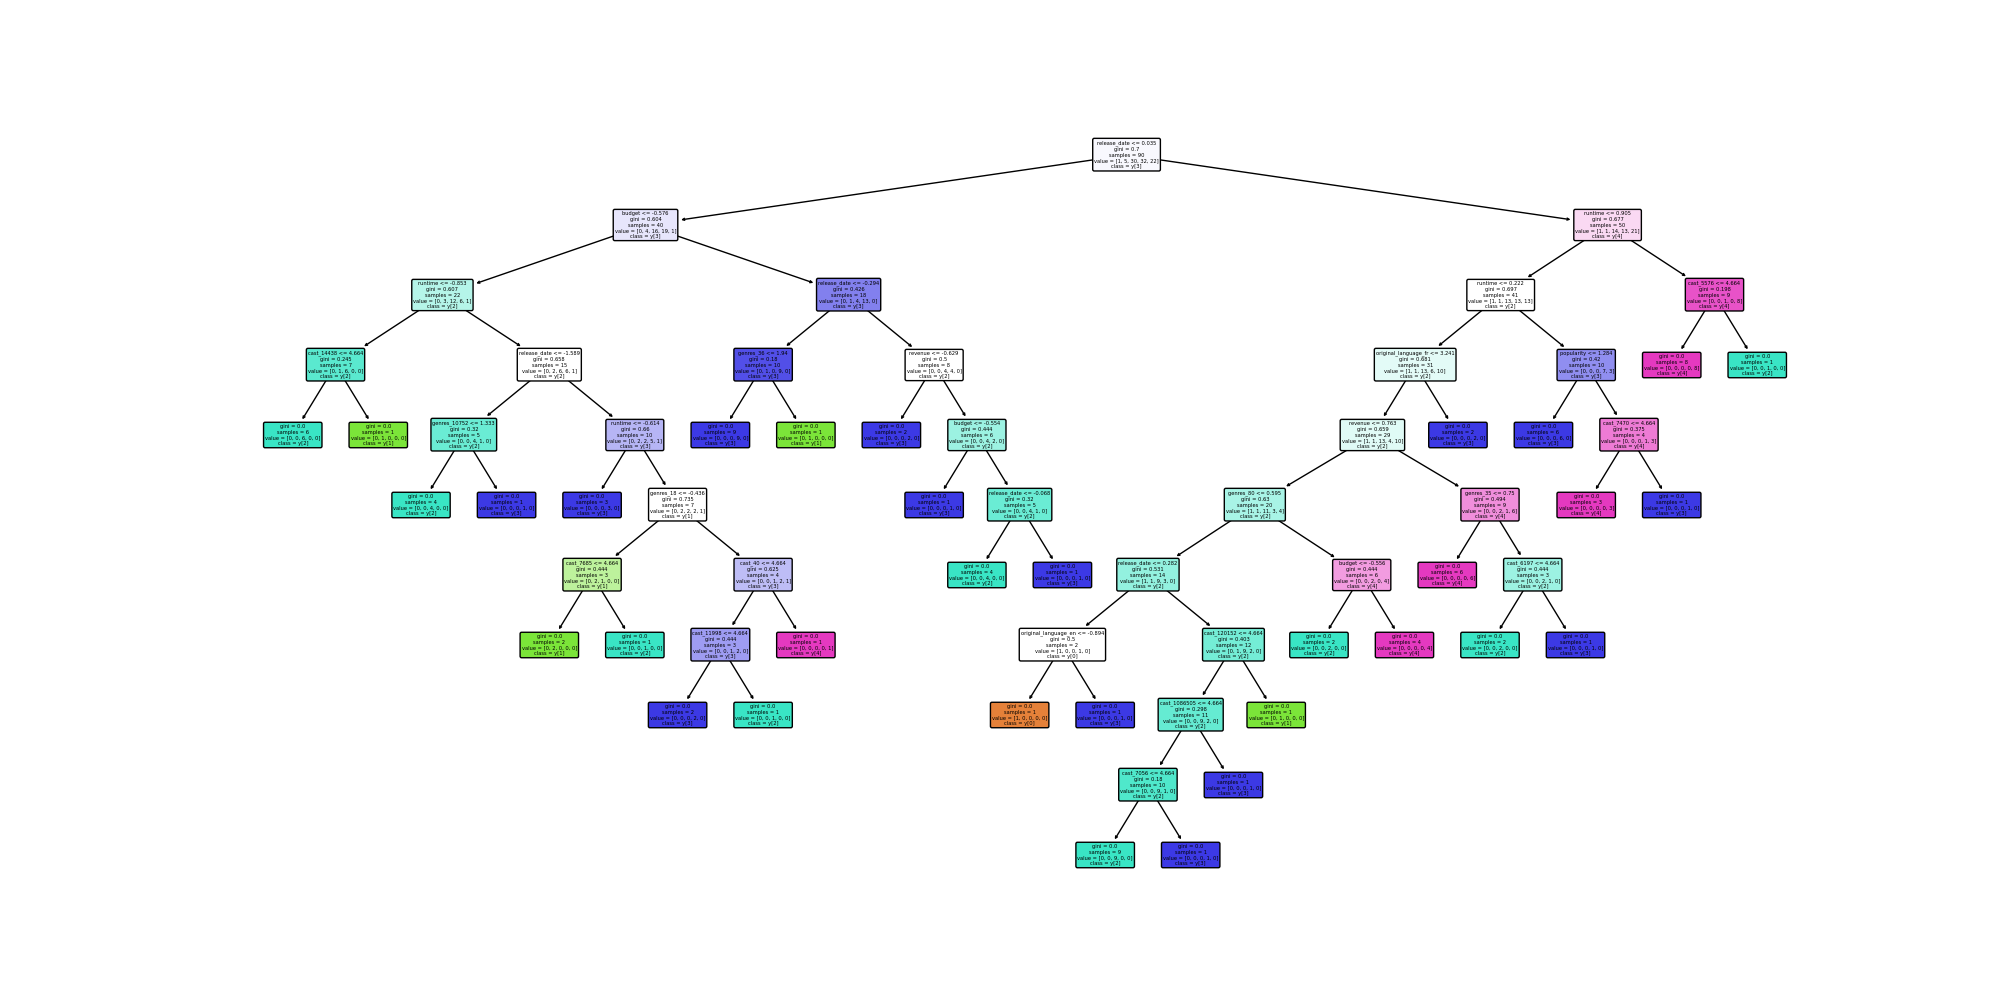 release_date <= 0.035
gini = 0.7
samples = 90
value = [1, 5, 30, 32, 22]
class = y[3]
budget <= -0.576
gini = 0.604
samples = 40
value = [0, 4, 16, 19, 1]
class = y[3]
runtime <= 0.905
gini = 0.677
samples = 50
value = [1, 1, 14, 13, 21]
class = y[4]
runtime <= -0.853
gini = 0.607
samples = 22
value = [0, 3, 12, 6, 1]
class = y[2]
release_date <= -0.294
gini = 0.426
samples = 18
value = [0, 1, 4, 13, 0]
class = y[3]
runtime <= 0.222
gini = 0.697
samples = 41
value = [1, 1, 13, 13, 13]
class = y[2]
cast_5576 <= 4.664
gini = 0.198
samples = 9
value = [0, 0, 1, 0, 8]
class = y[4]
cast_14438 <= 4.664
gini = 0.245
samples = 7
value = [0, 1, 6, 0, 0]
class = y[2]
release_date <= -1.589
gini = 0.658
samples = 15
value = [0, 2, 6, 6, 1]
class = y[2]
genres_36 <= 1.94
gini = 0.18
samples = 10
value = [0, 1, 0, 9, 0]
class = y[3]
revenue <= -0.629
gini = 0.5
samples = 8
value = [0, 0, 4, 4, 0]
class = y[2]
original_language_fr <= 3.241
gini = 0.681
samples = 31
value = [1, 1, 13, 6, 10]
class = y[2]
popularity <= 1.284
gini = 0.42
samples = 10
value = [0, 0, 0, 7, 3]
class = y[3]
gini = 0.0
samples = 8
value = [0, 0, 0, 0, 8]
class = y[4]
gini = 0.0
samples = 1
value = [0, 0, 1, 0, 0]
class = y[2]
gini = 0.0
samples = 6
value = [0, 0, 6, 0, 0]
class = y[2]
gini = 0.0
samples = 1
value = [0, 1, 0, 0, 0]
class = y[1]
genres_10752 <= 1.333
gini = 0.32
samples = 5
value = [0, 0, 4, 1, 0]
class = y[2]
runtime <= -0.614
gini = 0.66
samples = 10
value = [0, 2, 2, 5, 1]
class = y[3]
gini = 0.0
samples = 9
value = [0, 0, 0, 9, 0]
class = y[3]
gini = 0.0
samples = 1
value = [0, 1, 0, 0, 0]
class = y[1]
gini = 0.0
samples = 2
value = [0, 0, 0, 2, 0]
class = y[3]
budget <= -0.554
gini = 0.444
samples = 6
value = [0, 0, 4, 2, 0]
class = y[2]
revenue <= 0.763
gini = 0.659
samples = 29
value = [1, 1, 13, 4, 10]
class = y[2]
gini = 0.0
samples = 2
value = [0, 0, 0, 2, 0]
class = y[3]
gini = 0.0
samples = 6
value = [0, 0, 0, 6, 0]
class = y[3]
cast_7470 <= 4.664
gini = 0.375
samples = 4
value = [0, 0, 0, 1, 3]
class = y[4]
gini = 0.0
samples = 4
value = [0, 0, 4, 0, 0]
class = y[2]
gini = 0.0
samples = 1
value = [0, 0, 0, 1, 0]
class = y[3]
gini = 0.0
samples = 3
value = [0, 0, 0, 3, 0]
class = y[3]
genres_18 <= -0.436
gini = 0.735
samples = 7
value = [0, 2, 2, 2, 1]
class = y[1]
gini = 0.0
samples = 1
value = [0, 0, 0, 1, 0]
class = y[3]
release_date <= -0.068
gini = 0.32
samples = 5
value = [0, 0, 4, 1, 0]
class = y[2]
genres_80 <= 0.595
gini = 0.63
samples = 20
value = [1, 1, 11, 3, 4]
class = y[2]
genres_35 <= 0.75
gini = 0.494
samples = 9
value = [0, 0, 2, 1, 6]
class = y[4]
gini = 0.0
samples = 3
value = [0, 0, 0, 0, 3]
class = y[4]
gini = 0.0
samples = 1
value = [0, 0, 0, 1, 0]
class = y[3]
cast_7685 <= 4.664
gini = 0.444
samples = 3
value = [0, 2, 1, 0, 0]
class = y[1]
cast_40 <= 4.664
gini = 0.625
samples = 4
value = [0, 0, 1, 2, 1]
class = y[3]
gini = 0.0
samples = 4
value = [0, 0, 4, 0, 0]
class = y[2]
gini = 0.0
samples = 1
value = [0, 0, 0, 1, 0]
class = y[3]
release_date <= 0.282
gini = 0.531
samples = 14
value = [1, 1, 9, 3, 0]
class = y[2]
budget <= -0.556
gini = 0.444
samples = 6
value = [0, 0, 2, 0, 4]
class = y[4]
gini = 0.0
samples = 6
value = [0, 0, 0, 0, 6]
class = y[4]
cast_6197 <= 4.664
gini = 0.444
samples = 3
value = [0, 0, 2, 1, 0]
class = y[2]
gini = 0.0
samples = 2
value = [0, 2, 0, 0, 0]
class = y[1]
gini = 0.0
samples = 1
value = [0, 0, 1, 0, 0]
class = y[2]
cast_11998 <= 4.664
gini = 0.444
samples = 3
value = [0, 0, 1, 2, 0]
class = y[3]
gini = 0.0
samples = 1
value = [0, 0, 0, 0, 1]
class = y[4]
original_language_en <= -0.894
gini = 0.5
samples = 2
value = [1, 0, 0, 1, 0]
class = y[0]
cast_120152 <= 4.664
gini = 0.403
samples = 12
value = [0, 1, 9, 2, 0]
class = y[2]
gini = 0.0
samples = 2
value = [0, 0, 2, 0, 0]
class = y[2]
gini = 0.0
samples = 4
value = [0, 0, 0, 0, 4]
class = y[4]
gini = 0.0
samples = 2
value = [0, 0, 2, 0, 0]
class = y[2]
gini = 0.0
samples = 1
value = [0, 0, 0, 1, 0]
class = y[3]
gini = 0.0
samples = 2
value = [0, 0, 0, 2, 0]
class = y[3]
gini = 0.0
samples = 1
value = [0, 0, 1, 0, 0]
class = y[2]
gini = 0.0
samples = 1
value = [1, 0, 0, 0, 0]
class = y[0]
gini = 0.0
samples = 1
value = [0, 0, 0, 1, 0]
class = y[3]
cast_1086505 <= 4.664
gini = 0.298
samples = 11
value = [0, 0, 9, 2, 0]
class = y[2]
gini = 0.0
samples = 1
value = [0, 1, 0, 0, 0]
class = y[1]
cast_7056 <= 4.664
gini = 0.18
samples = 10
value = [0, 0, 9, 1, 0]
class = y[2]
gini = 0.0
samples = 1
value = [0, 0, 0, 1, 0]
class = y[3]
gini = 0.0
samples = 9
value = [0, 0, 9, 0, 0]
class = y[2]
gini = 0.0
samples = 1
value = [0, 0, 0, 1, 0]
class = y[3]